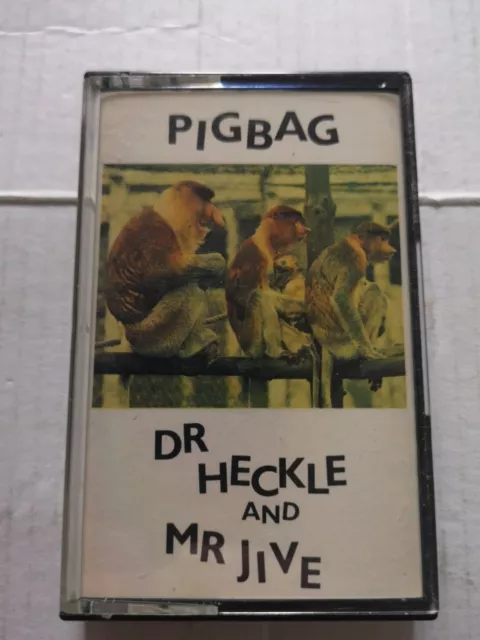 PIGBAG
DR
HECKLE
AND
MR JIVE